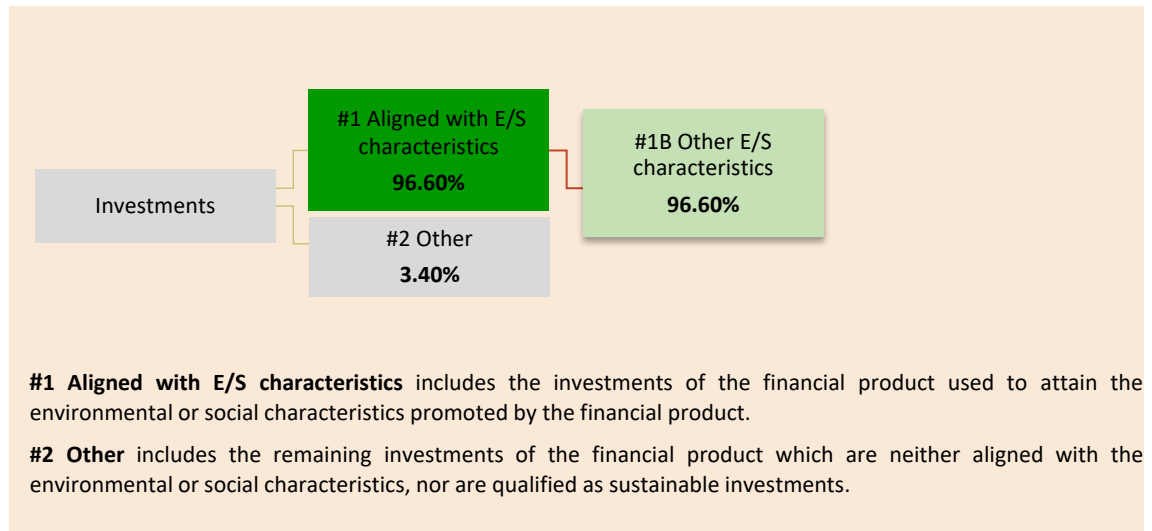 #1 Aligned with E/S
characteristics
96.60%
#1B Other E/S
characteristics
96.60%
Investments
#2 Other
3.40%
#1 Aligned with E/S characteristics includes the investments of the financial product used to attain the
environmental or social characteristics promoted by the financial product.
#2 Other includes the remaining investments of the financial product which are neither aligned with the
environmental or social characteristics, nor are qualified as sustainable investments.